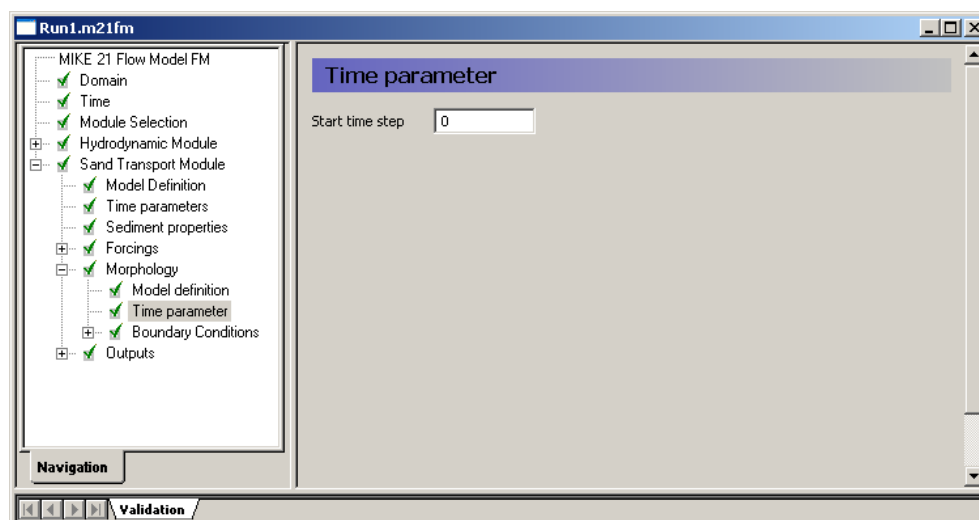 Run1.m21fm
MIKE 21 Flow Model FM
Domain
Time
Module Selection
Hydrodynamic Module
Sand Transport Module
Model Definition
Time parameters
Sediment properties
Forcings
Morphology
Model definition
Time parameter
Boundary Conditions
Outputs
Navigation
Time parameter
Start time step 0
Validation